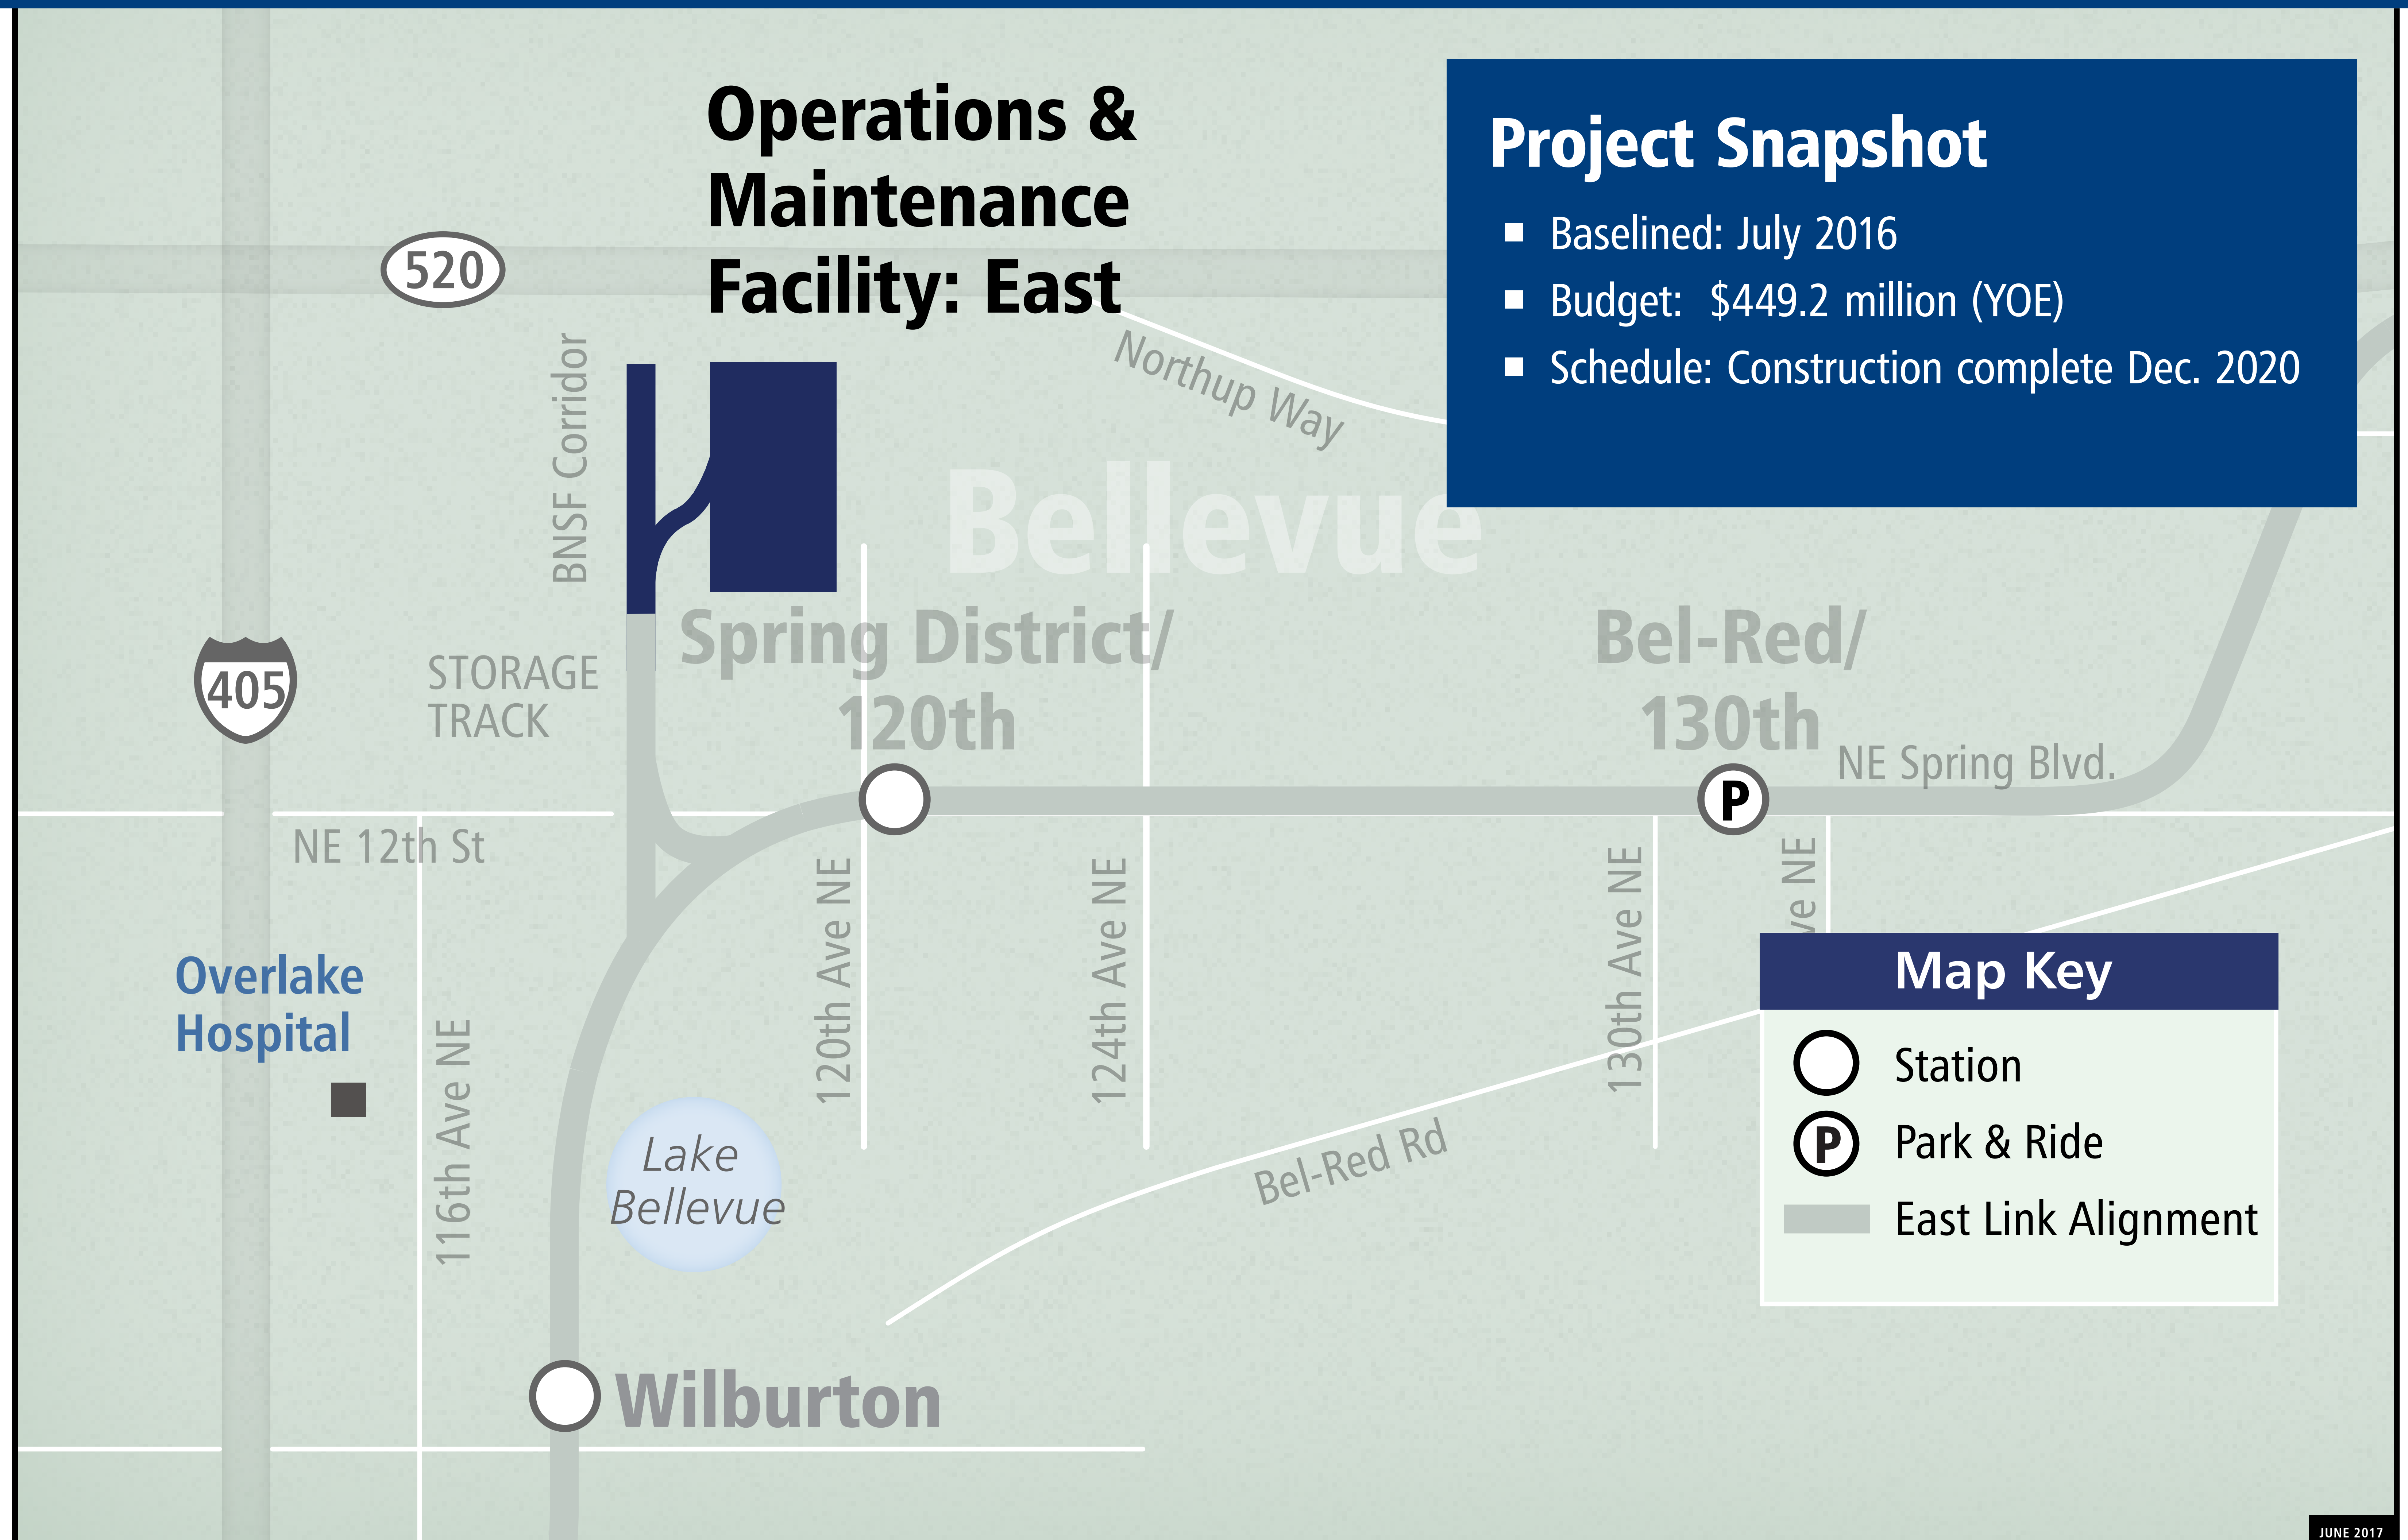 Operations &
Maintenance
Facility: East
Project Snapshot
Baselined: July 2016
Budget: $449.2 million (YOE)
Schedule: Construction complete Dec. 2020
520
BNSF Corridor
Northup Way
Bellevue
405
STORAGE
TRACK
Spring District/
120th
Bel-Red/
130th
P
NE Spring Blvd.
NE 12th St
120th Ave NE
124th Ave NE
130th Ave NE
NE
Overlake
Hospital
116th Ave NE
Lake
Bellevue
Bel-Red Rd
Map Key
Station
P
Park & Ride
East Link Alignment
Wilburton
JUNE 2017